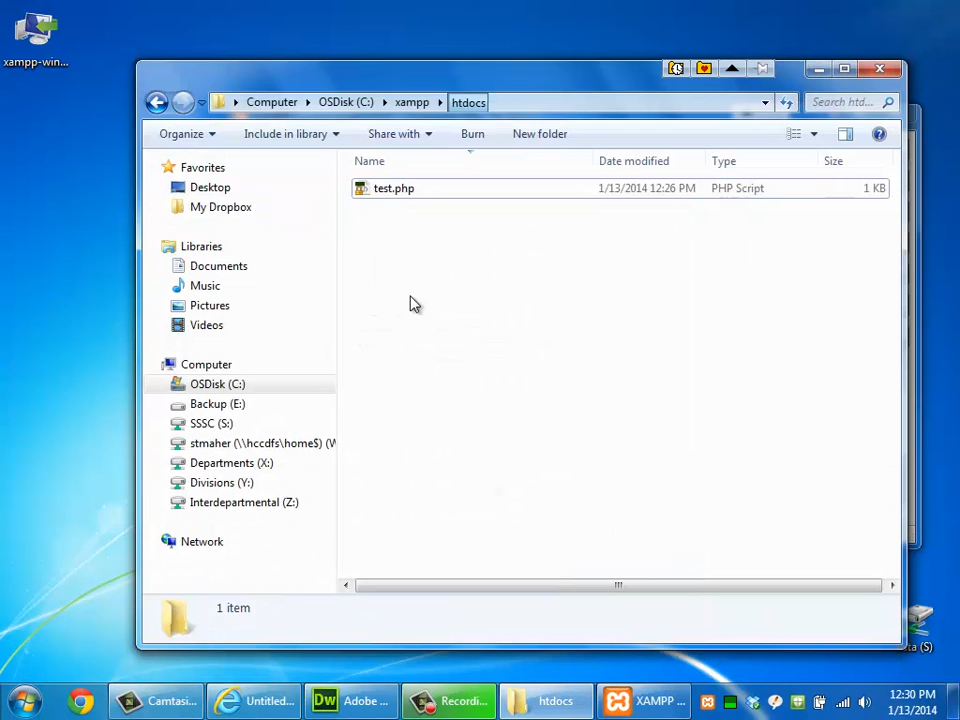 xampp-win...
Computer OSDisk (C:) xampp htdocs
Search htd...
Organize Include in library Share with Burn New folder
Name Date modified Type Size
test.php 1/13/2014 12:26 PM PHP Script 1 KB
Favorites
Desktop
My Dropbox
Libraries
Documents
Music
Pictures
Videos
Computer
OSDisk (C:)
Backup (E:)
SSSC (S:)
stmaher (\\hccdfs\home$) (W
Departments (X:)
Divisions (Y:)
Interdepartmental (Z:)
Network
1 item
ta (S)
Camtasi... Untitled... Dw Adobe ... Recordi... htdocs XAMPP ...
12:30 PM
1/13/2014